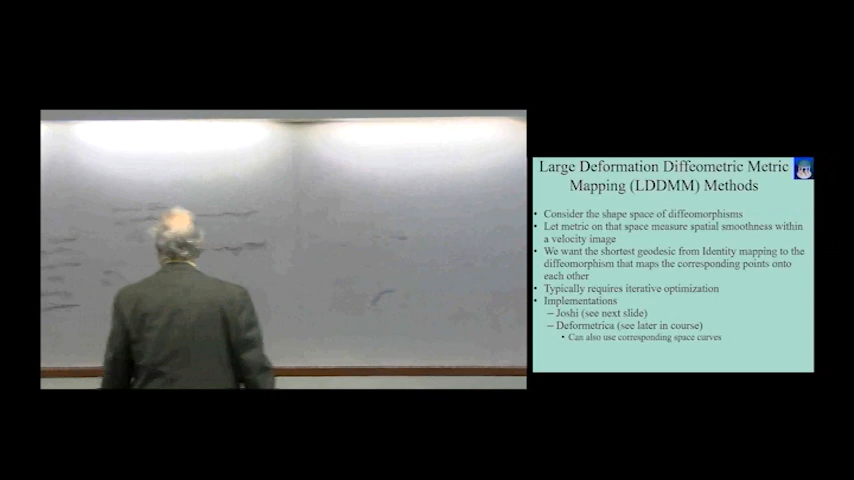 Large Deformation Diffeometric Metric
Mapping (LDDMM) Methods
• Consider the shape space of diffeomorphisms
• Let metric on that space measure spatial smoothness within
a velocity image
• We want the shortest geodesic from Identity mapping to the
diffeomorphism that maps the corresponding points onto
each other
• Typically requires iterative optimization
• Implementations
– Joshi (see next slide)
– Deformetrica (see later in course)
• Can also use corresponding space curves